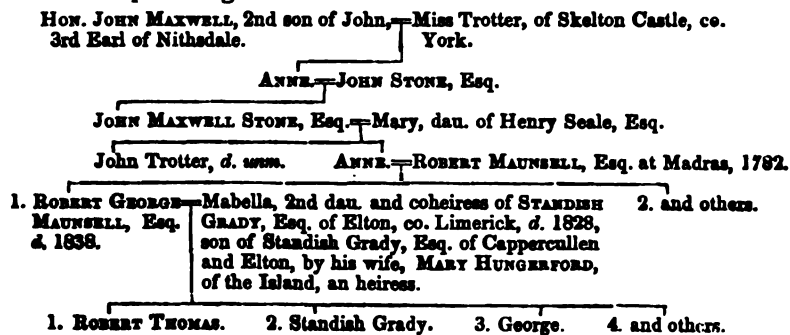 HON. JOHN MAXWELL, 2nd son of John, = Miss Trotter, of Skelton Castle, co.
3rd Earl of Nithsdale. York.
ANNE. = JOHN STONE, Esq.
JOHN MAXWELL STONE, Esq. = Mary, dau. of Henry Seale, Esq.
John Trotter, d. unm. ANNE. = ROBERT MAUNSELL, Esq. at Madras, 1782.
1. ROBERT GEORGE = Mabella, 2nd dau. and coheiress of STANDISH 2. and others.
MAUNSELL, Esq. GRADY, Esq. of Elton, co. Limerick, d. 1828,
d. 1838. son of Standish Grady, Esq. of Cappercullen
and Elton, by his wife, MARY HUNGERFORD,
of the Island, an heiress.
1. ROBERT THOMAS. 2. Standish Grady. 3. George. 4. and others.